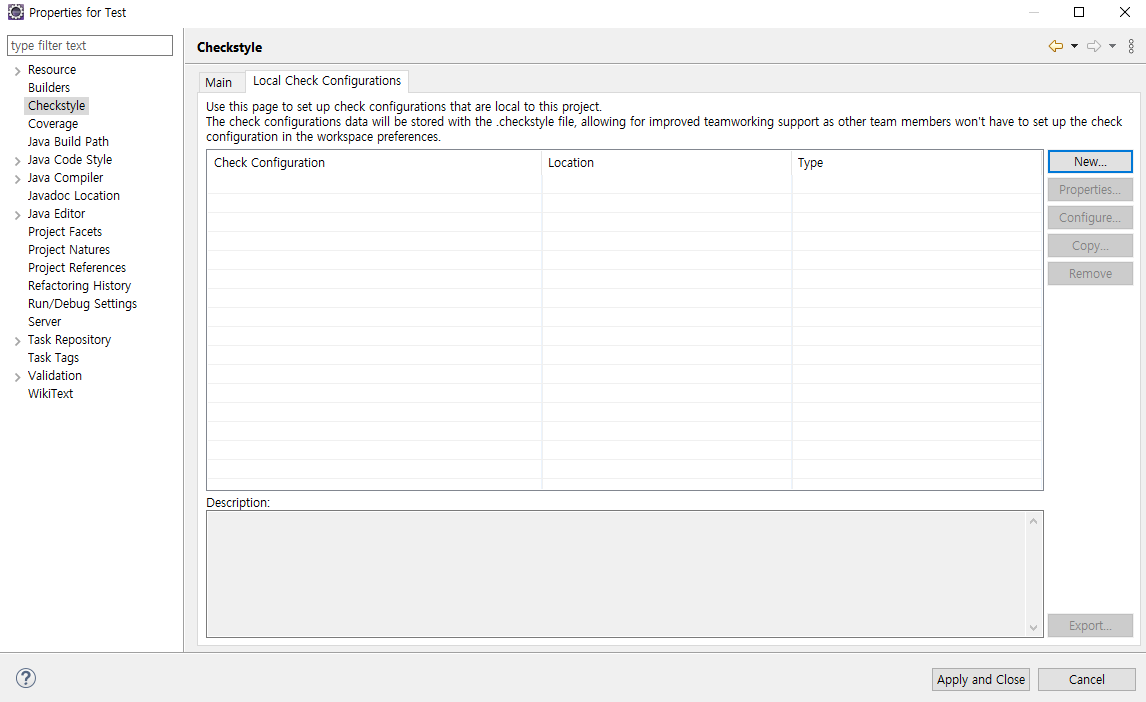 Properties for Test
type filter text
Resource
Builders
Checkstyle
Coverage
Java Build Path
Java Code Style
Java Compiler
Javadoc Location
Java Editor
Project Facets
Project Natures
Project References
Refactoring History
Run/Debug Settings
Server
Task Repository
Task Tags
Validation
WikiText
Checkstyle
Main
Local Check Configurations
Use this page to set up check configurations that are local to this project.
The check configurations data will be stored with the .checkstyle file, allowing for improved teamworking support as other team members won't have to set up the check
configuration in the workspace preferences.
Check Configuration
Location
Type
New...
Properties...
Configure...
Copy...
Remove
Description:
Export...
?
Apply and Close
Cancel